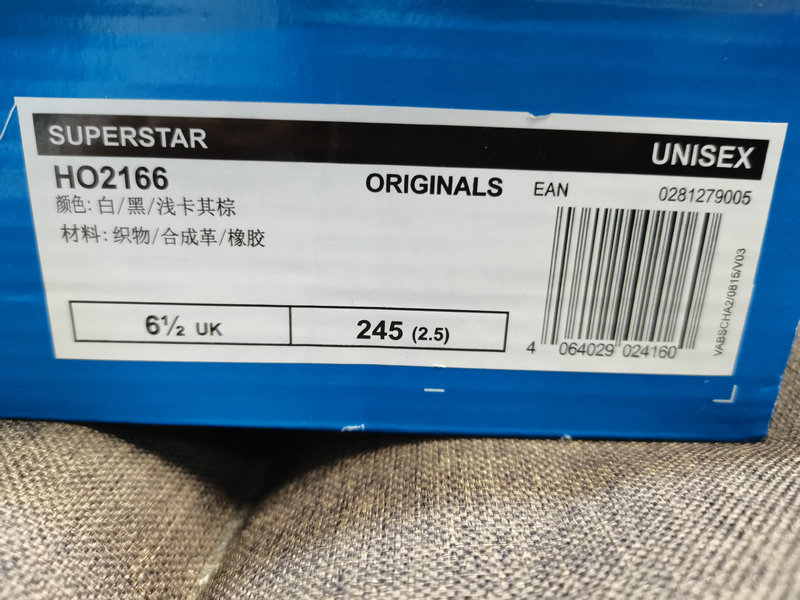 SUPERSTAR
UNISEX
HO2166
ORIGINALS
EAN
0281279005
颜色: 白/黑/浅卡其棕
材料: 织物/合成革/橡胶
6½ UK
245 (2.5)
4 064029 024160
VABSCHA2/0815/V03